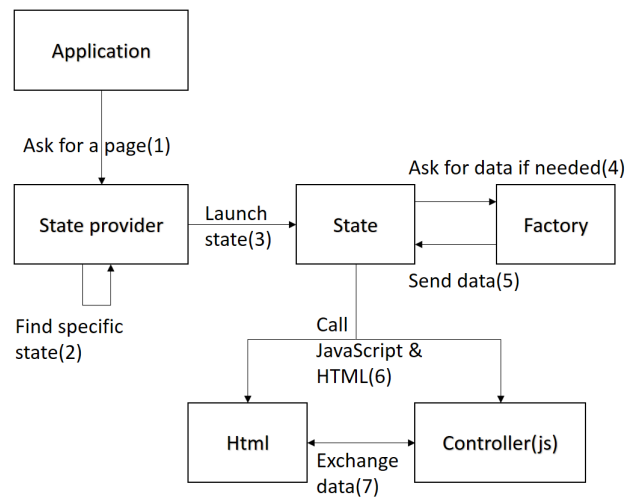 Application
Ask for a page(1)
Ask for data if needed(4)
State provider
Launch
state(3)
State
Factory
Send data(5)
Find specific
state(2)
Call
JavaScript &
HTML(6)
Html
Controller(js)
Exchange
data(7)